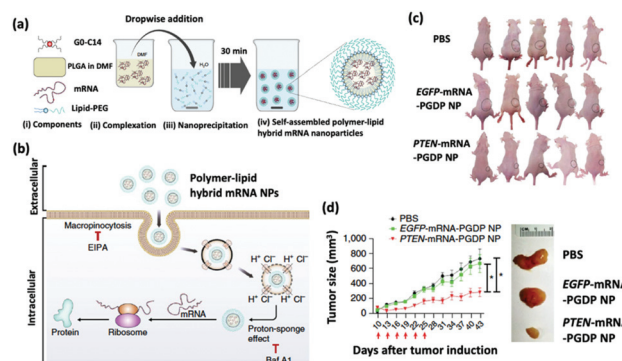 (a)
Dropwise addition
G0-C14
PLGA in DMF
mRNA
Lipid-PEG
DMF
H₂O
30 min
(i) Components
(ii) Complexation
(iii) Nanoprecipitation
(iv) Self-assembled polymer-lipid
hybrid mRNA nanoparticles
(b)
Extracellular
Intracellular
Polymer-lipid
hybrid mRNA NPs
Macropinocytosis
EIPA
H⁺ Cl⁻
H⁺ Cl⁻
H⁺ Cl⁻
H⁺ Cl⁻
mRNA
Protein
Ribosome
Proton-sponge
effect
Baf A1
(c)
PBS
EGFP-mRNA
-PGDP NP
PTEN-mRNA
-PGDP NP
(d)
PBS
EGFP-mRNA-PGDP NP
PTEN-mRNA-PGDP NP
Tumor size (mm³)
1,000
800
600
400
200
0
10 13 16 19 22 25 28 31 34 37 40 43
* *
Days after tumor induction
PBS
EGFP-mRNA
-PGDP NP
PTEN-mRNA
-PGDP NP